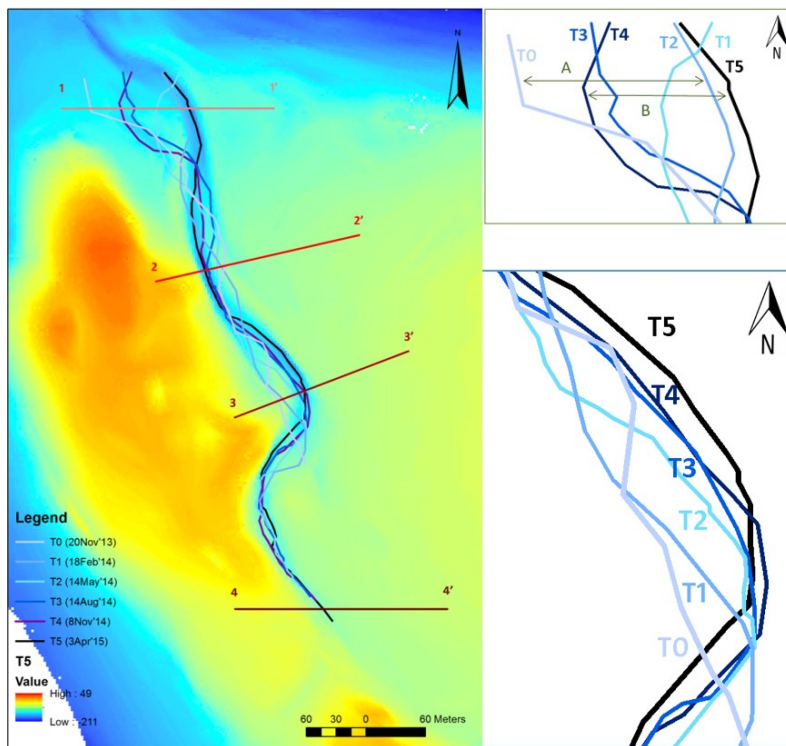 N
1
1'
2
2'
3
3'
4
4'
Legend
T0 (20Nov'13)
T1 (18Feb'14)
T2 (14May'14)
T3 (14Aug'14)
T4 (8Nov'14)
T5 (3Apr'15)
T5
Value
High : 49
Low : -211
60 30 0 60 Meters
T0
T3
T4
T2
T1
T5
A
B
N
T5
T4
T3
T2
T1
T0
N